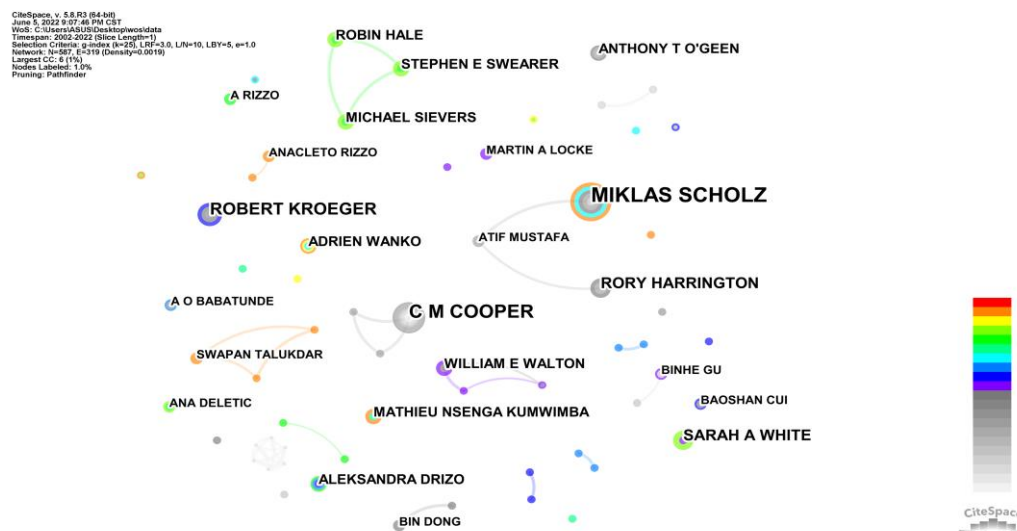 CiteSpace, v. 5.8.R3 (64-bit)
June 5, 2022 9:07:46 PM CST
WoS: C:\Users\ASUS\Desktop\wos\data
Timespan: 2002-2022 (Slice Length=1)
Selection Criteria: g-index (k=25), LRF=3.0, L/N=10, LBY=5, e=1.0
Network: N=587, E=319 (Density=0.0019)
Largest CC: 6 (1%)
Nodes Labeled: 1.0%
Pruning: Pathfinder
ROBIN HALE
ANTHONY T O'GEEN
STEPHEN E SWEARER
A RIZZO
MICHAEL SIEVERS
ANACLETO RIZZO
MARTIN A LOCKE
MIKLAS SCHOLZ
ROBERT KROEGER
ATIF MUSTAFA
ADRIEN WANKO
RORY HARRINGTON
A O BABATUNDE
C M COOPER
SWAPAN TALUKDAR
WILLIAM E WALTON
BINHE GU
ANA DELETIC
BAOSHAN CUI
MATHIEU NSENGA KUMWIMBA
SARAH A WHITE
ALEKSANDRA DRIZO
BIN DONG
CiteSpac